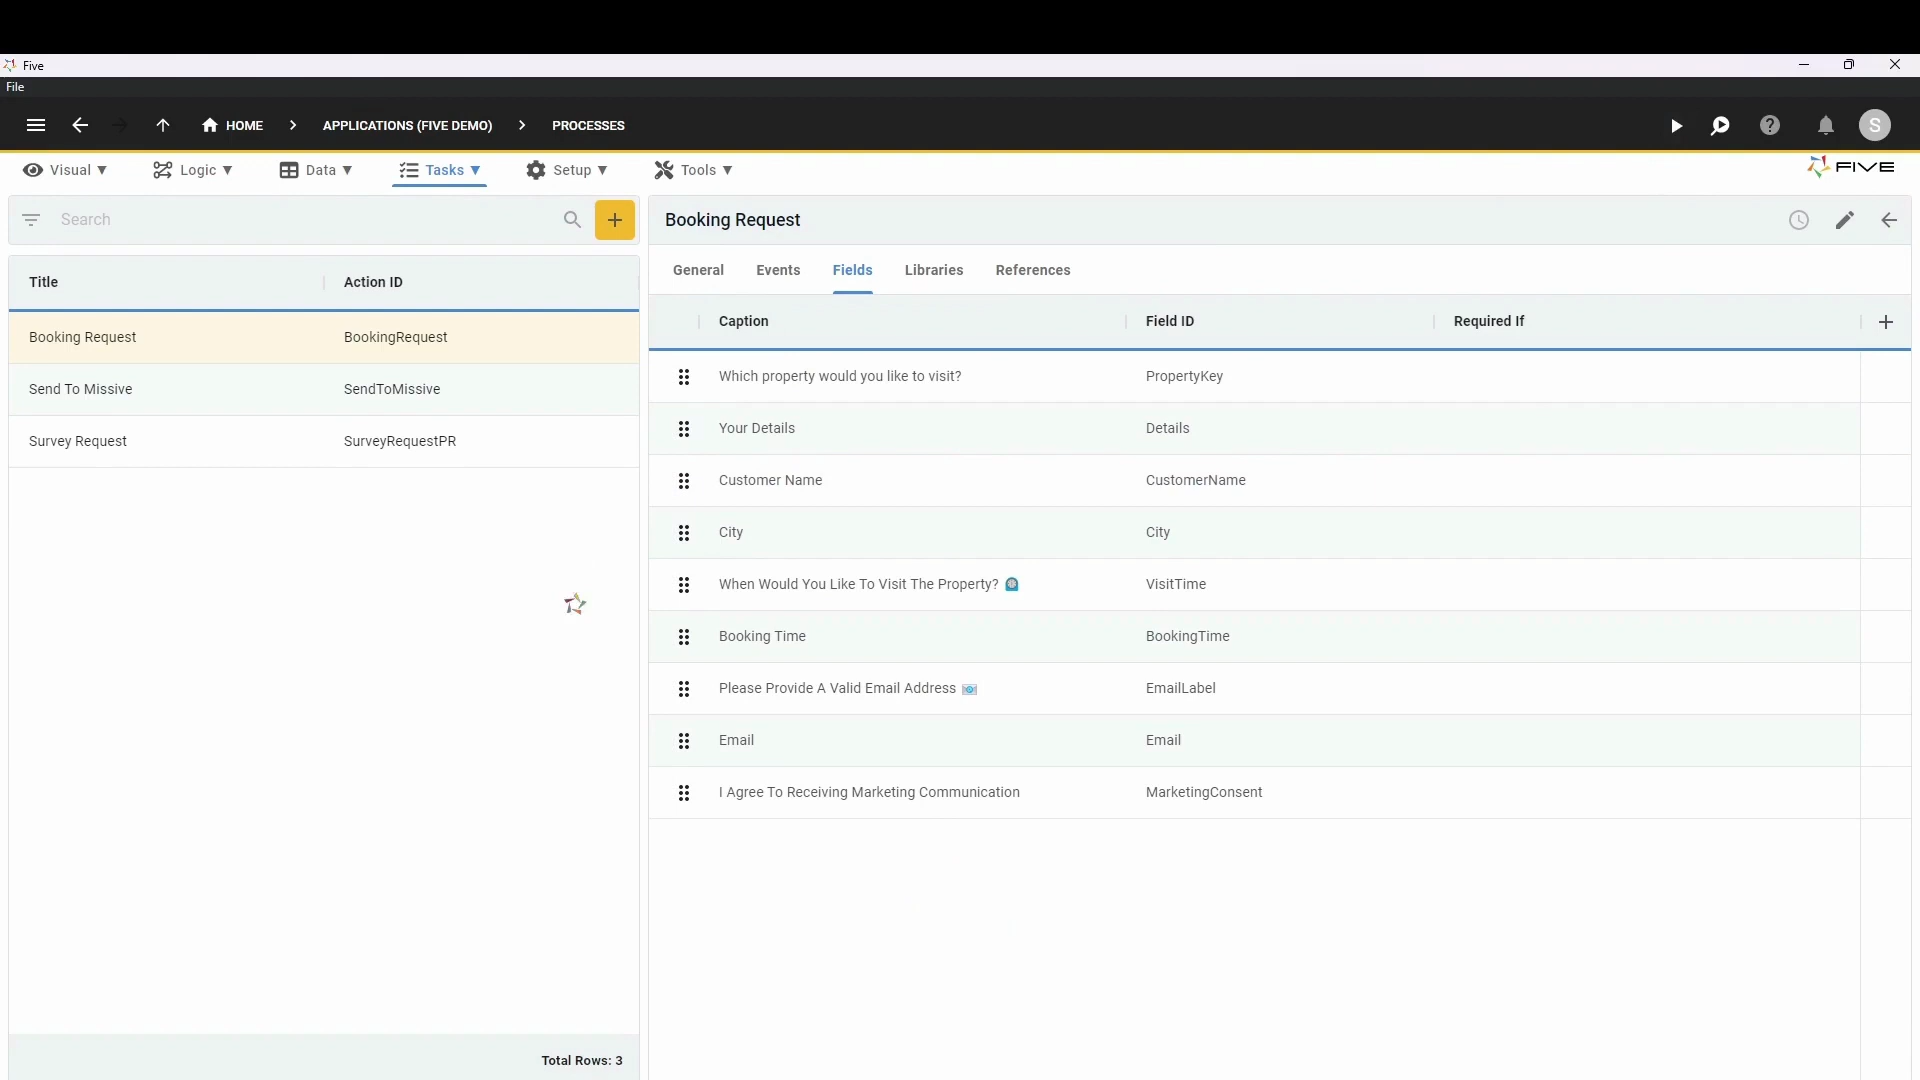 Five
File
HOME > APPLICATIONS (FIVE DEMO) > PROCESSES
S
Visual ▼ Logic ▼ Data ▼ Tasks ▼ Setup ▼ Tools ▼
FIVE
Search
Title Action ID
Booking Request BookingRequest
Send To Missive SendToMissive
Survey Request SurveyRequestPR
Total Rows: 3
Booking Request
General Events Fields Libraries References
Caption Field ID Required If
Which property would you like to visit? PropertyKey
Your Details Details
Customer Name CustomerName
City City
When Would You Like To Visit The Property? VisitTime
Booking Time BookingTime
Please Provide A Valid Email Address EmailLabel
Email Email
I Agree To Receiving Marketing Communication MarketingConsent